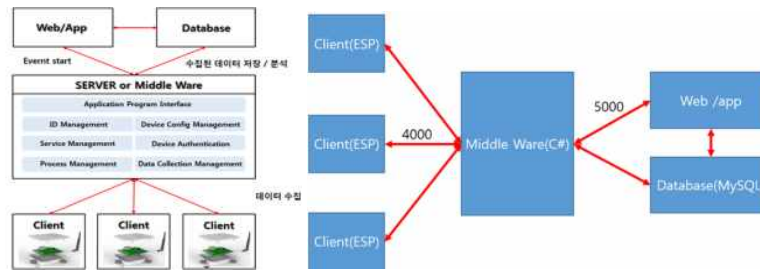 Web/App
Database
Evernt start
수집된 데이터 저장 / 분석
SERVER or Middle Ware
Application Program Interface
ID Management
Device Config Management
Service Management
Device Authentication
Process Management
Data Collection Management
데이터 수집
Client
Client
Client
Client(ESP)
Client(ESP)
Client(ESP)
4000
Middle Ware(C#)
5000
Web /app
Database(MySQL